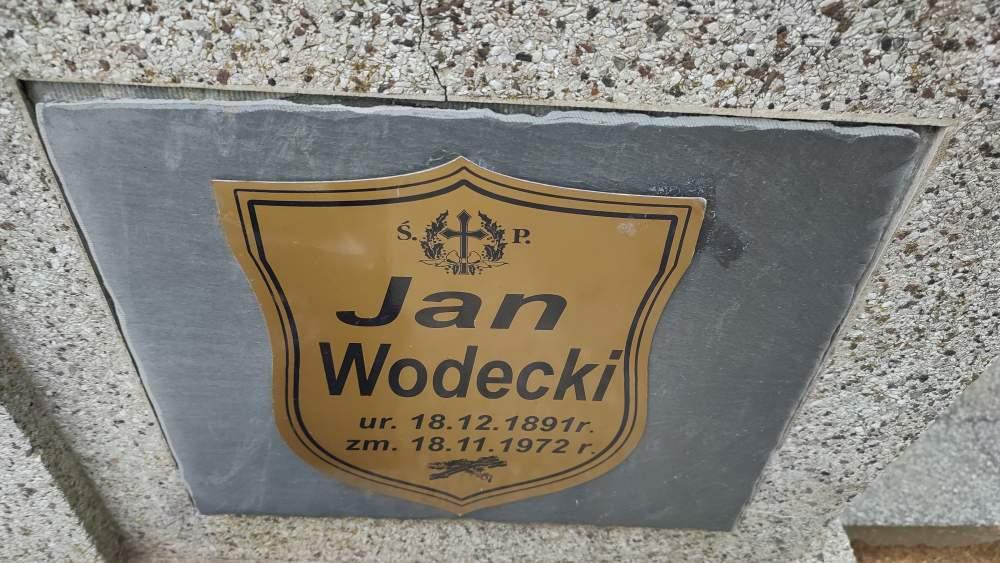 Ś. P.
Jan
Wodecki
ur. 18.12.1891r.
zm. 18.11.1972 r.